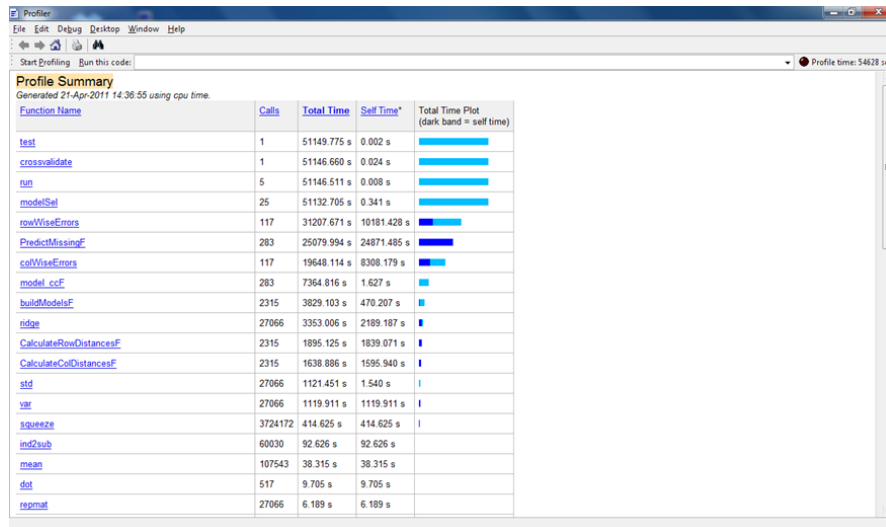 Profiler
File Edit Debug Desktop Window Help
Start Profiling Run this code: Profile time: 54628
Profile Summary
Generated 21-Apr-2011 14:36:55 using cpu time.
Function Name Calls Total Time Self Time* Total Time Plot
(dark band = self time)
test 1 51149.775 s 0.002 s
crossvalidate 1 51146.660 s 0.024 s
run 5 51146.511 s 0.008 s
modelSel 25 51132.705 s 0.341 s
rowWiseErrors 117 31207.671 s 10181.428 s
PredictMissingF 283 25079.994 s 24871.485 s
colWiseErrors 117 19648.114 s 8308.179 s
model_ccF 283 7364.816 s 1.627 s
buildModelsF 2315 3829.103 s 470.207 s
ridge 27066 3353.006 s 2189.187 s
CalculateRowDistancesF 2315 1895.125 s 1839.071 s
CalculateColDistancesF 2315 1638.886 s 1595.940 s
std 27066 1121.451 s 1.540 s
var 27066 1119.911 s 1119.911 s
squeeze 3724172 414.625 s 414.625 s
ind2sub 60030 92.626 s 92.626 s
mean 107543 38.315 s 38.315 s
dot 517 9.705 s 9.705 s
repmat 27066 6.189 s 6.189 s